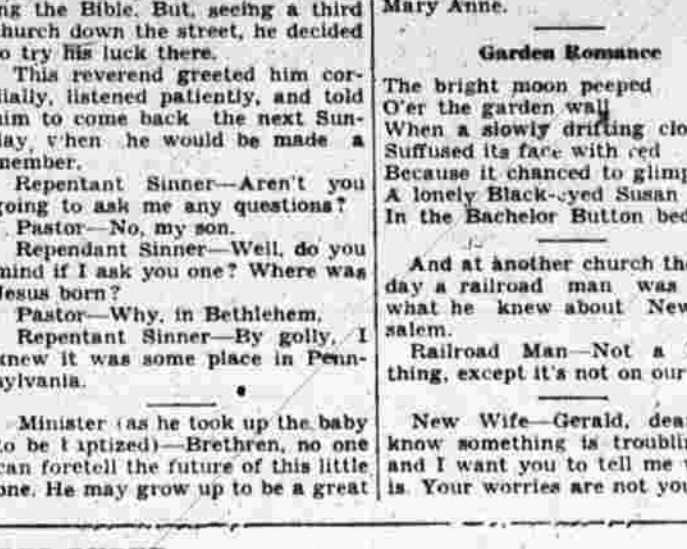 ng the Bible. But, seeing a third
church down the street, he decided
o try his luck there.
This reverend greeted him cor-
dially, listened patiently, and told
him to come back the next Sun-
day, when he would be made a
member.
Repentant Sinner—Aren't you
going to ask me any questions?
Pastor—No, my son.
Rependant Sinner—Well, do you
mind if I ask you one? Where was
Jesus born?
Pastor—Why, in Bethlehem.
Repentant Sinner—By golly, I
knew it was some place in Penn-
sylvania.
Minister (as he took up the baby
to be baptized)—Brethren, no one
can foretell the future of this little
one. He may grow up to be a great
Mary Anne.
Garden Romance
The bright moon peeped
O'er the garden wall
When a slowly drifting clo
Suffused its face with red
Because it chanced to glimp
A lonely Black-eyed Susan
In the Bachelor Button bed
And at another church the
day a railroad man was
what he knew about New
salem.
Railroad Man—Not a
thing, except it's not on our
New Wife—Gerald, dear
know something is troublin
and I want you to tell me
is. Your worries are not you